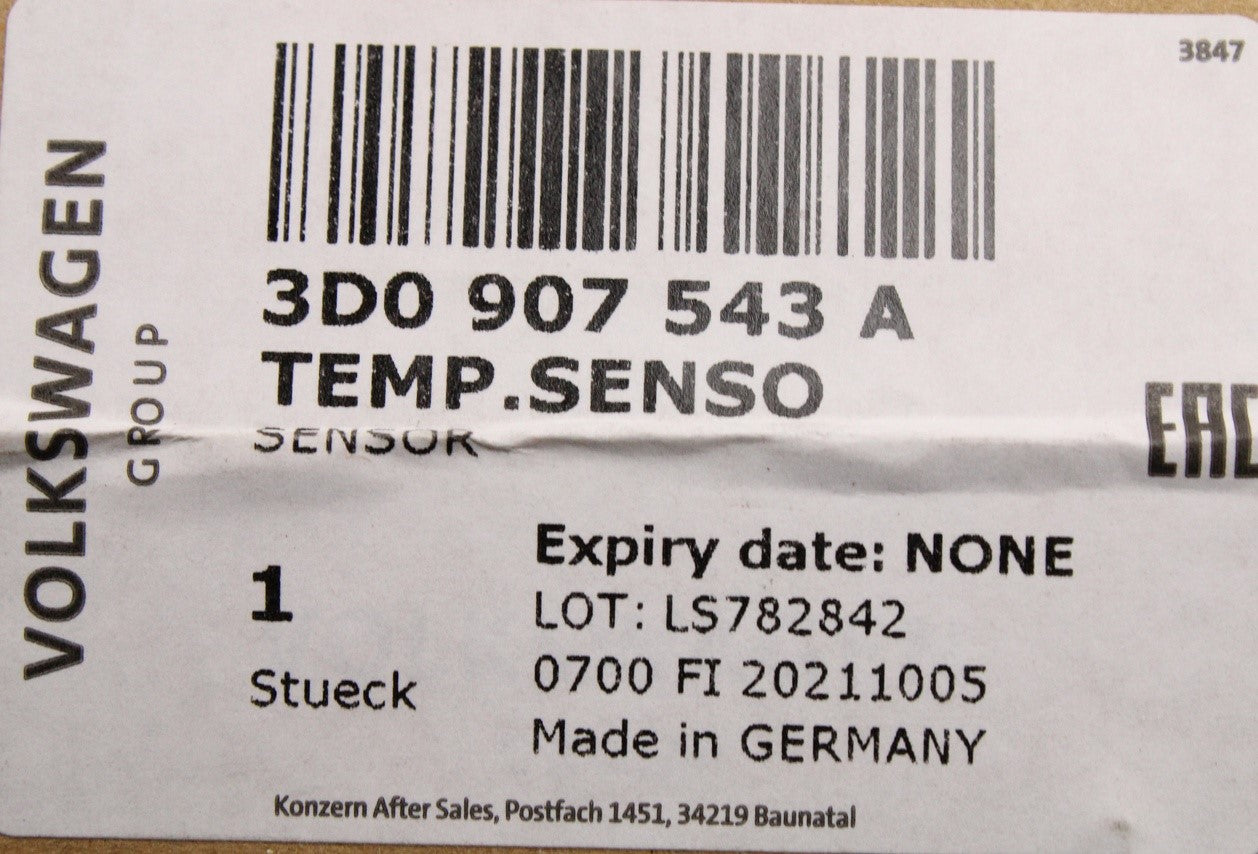 3847
VOLKSWAGEN
GROUP
3D0 907 543 A
TEMP.SENSO
SENSOR
EAC
1
Stueck
Expiry date: NONE
LOT: LS782842
0700 FI 20211005
Made in GERMANY
Konzern After Sales, Postfach 1451, 34219 Baunatal